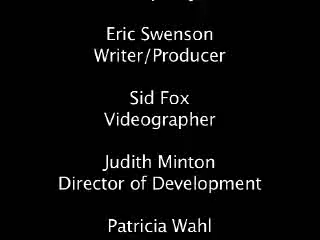 Eric Swenson
Writer/Producer
Sid Fox
Videographer
Judith Minton
Director of Development
Patricia Wahl